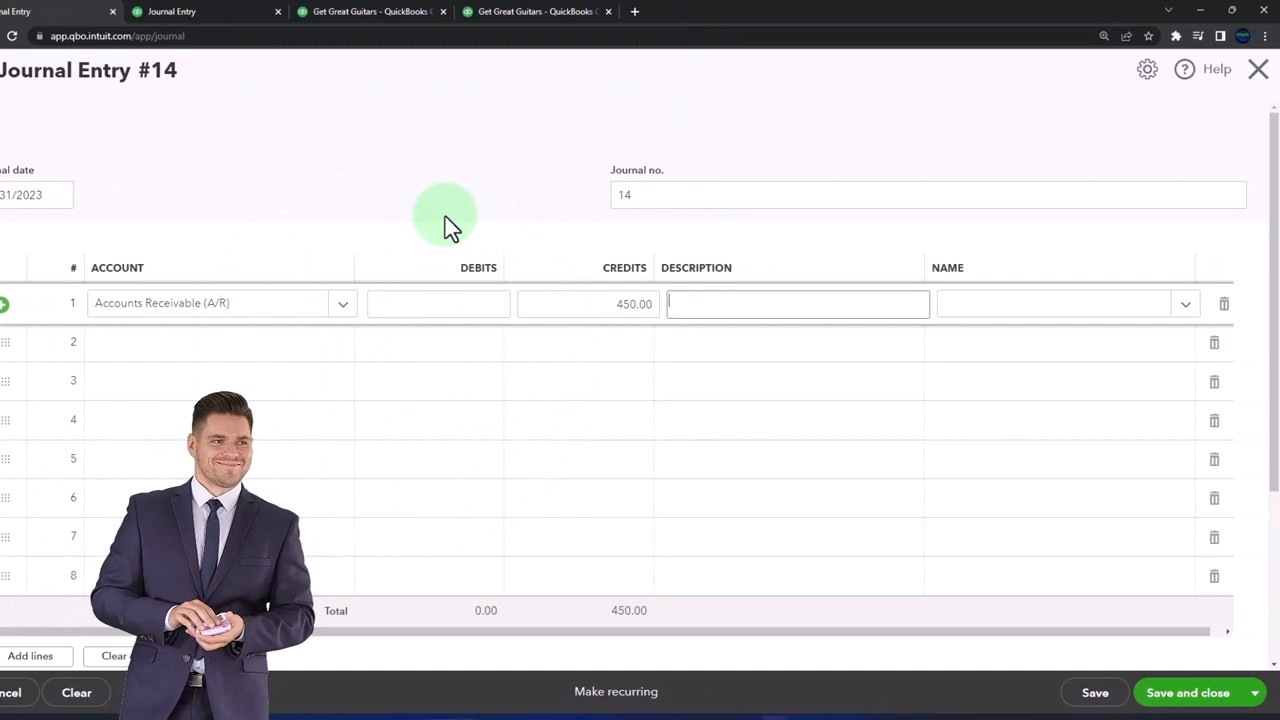 nal Entry
Journal Entry
Get Great Guitars - QuickBooks O
Get Great Guitars - QuickBooks O
app.qbo.intuit.com/app/journal
Journal Entry #14
Help
nal date
Journal no.
31/2023
14
# ACCOUNT DEBITS CREDITS DESCRIPTION NAME
1 Accounts Receivable (A/R) 450.00
2
3
4
5
6
7
8
Total 0.00 450.00
Add lines Clear
ncel Clear Make recurring Save Save and close